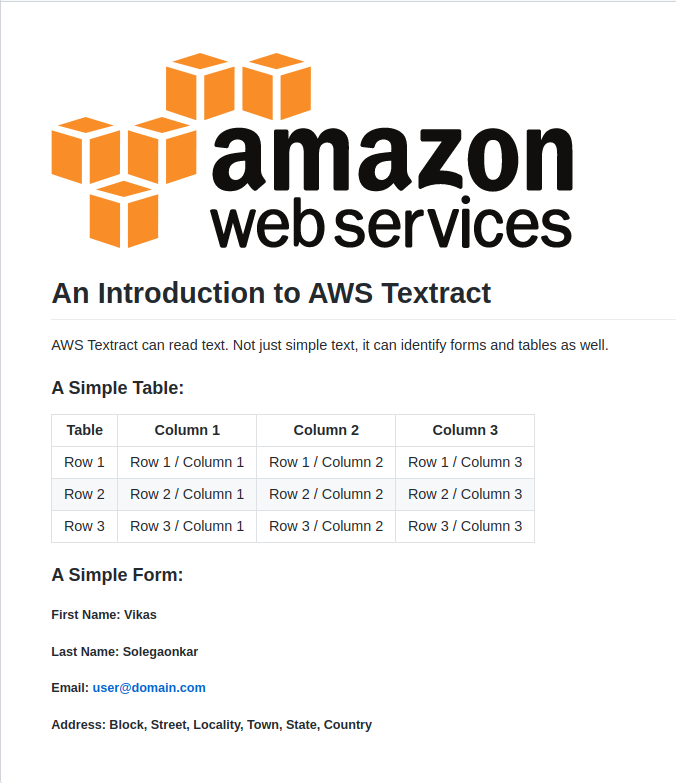 amazon
web services
An Introduction to AWS Textract
AWS Textract can read text. Not just simple text, it can identify forms and tables as well.
A Simple Table:
Table Column 1 Column 2 Column 3
Row 1 Row 1 / Column 1 Row 1 / Column 2 Row 1 / Column 3
Row 2 Row 2 / Column 1 Row 2 / Column 2 Row 2 / Column 3
Row 3 Row 3 / Column 1 Row 3 / Column 2 Row 3 / Column 3
A Simple Form:
First Name: Vikas
Last Name: Solegaonkar
Email: user@domain.com
Address: Block, Street, Locality, Town, State, Country